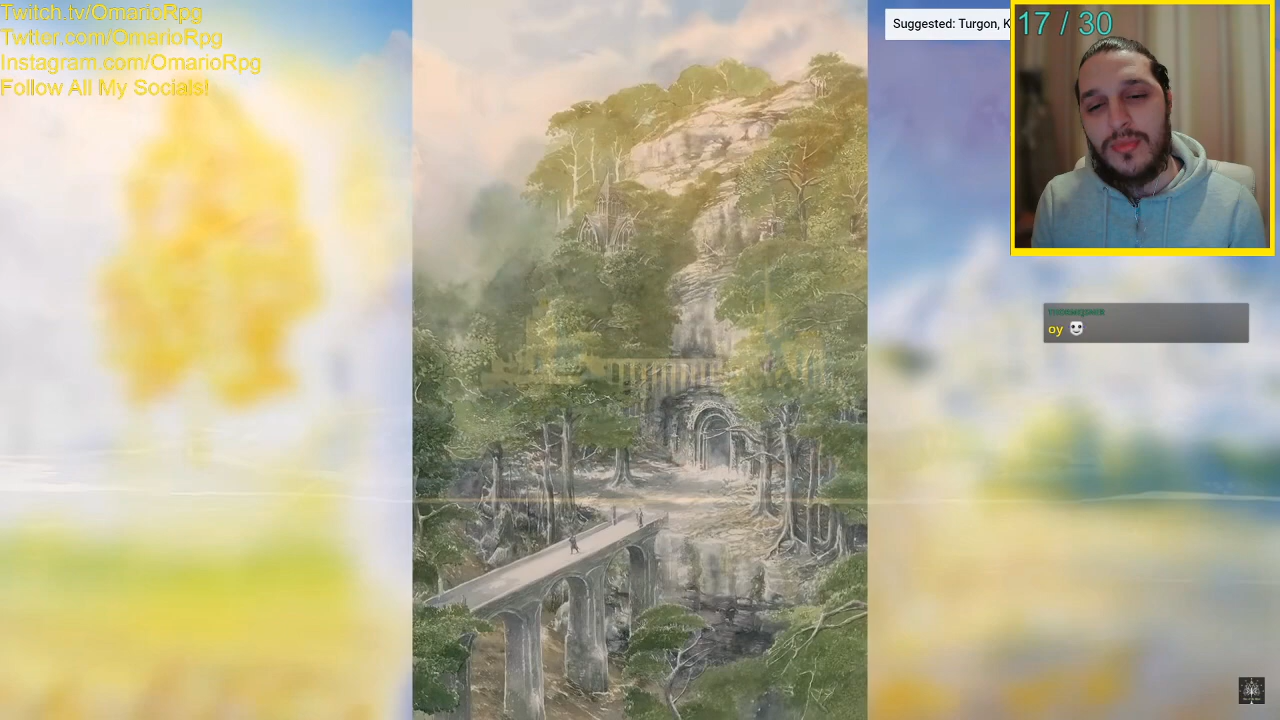 Twitch.tv/OmarioRpg
Twtter.com/OmarioRpg
Instagram.com/OmarioRpg
Follow All My Socials!
Suggested: Turgon, K
17 / 30
oy